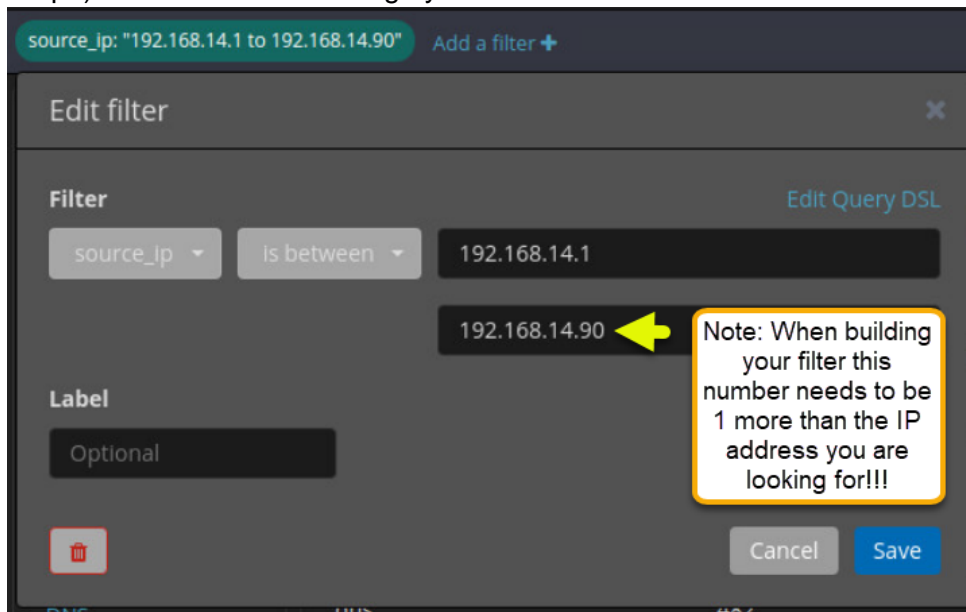 source_ip: "192.168.14.1 to 192.168.14.90" Add a filter +
Edit filter
Filter Edit Query DSL
source_ip is between 192.168.14.1
192.168.14.90
Note: When building
your filter this
number needs to be
1 more than the IP
address you are
looking for!!!
Label
Optional
Cancel Save